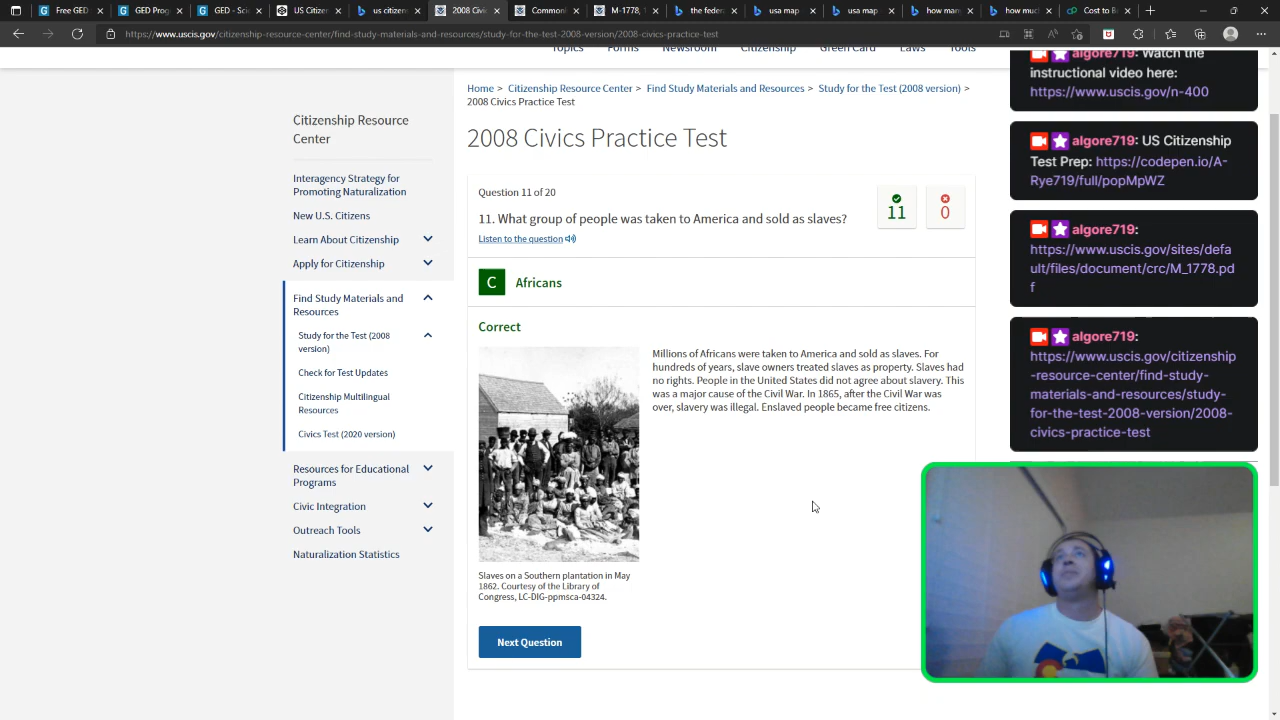 Free GED
GED Prog
GED - Scie
US Citizen
us citizen
2008 Civic
Common
M-1778,
the federa
usa map
usa map
how many
how much
Cost to Be
https://www.uscis.gov/citizenship-resource-center/find-study-materials-and-resources/study-for-the-test-2008-version/2008-civics-practice-test
Topics Forms Newsroom Citizenship Green Card Laws Tools
Home > Citizenship Resource Center > Find Study Materials and Resources > Study for the Test (2008 version) >
2008 Civics Practice Test
Citizenship Resource
Center
Interagency Strategy for
Promoting Naturalization
New U.S. Citizens
Learn About Citizenship
Apply for Citizenship
Find Study Materials and
Resources
Study for the Test (2008
version)
Check for Test Updates
Citizenship Multilingual
Resources
Civics Test (2020 version)
Resources for Educational
Programs
Civic Integration
Outreach Tools
Naturalization Statistics
2008 Civics Practice Test
Question 11 of 20
11. What group of people was taken to America and sold as slaves?
Listen to the question
11
0
C Africans
Correct
Millions of Africans were taken to America and sold as slaves. For
hundreds of years, slave owners treated slaves as property. Slaves had
no rights. People in the United States did not agree about slavery. This
was a major cause of the Civil War. In 1865, after the Civil War was
over, slavery was illegal. Enslaved people became free citizens.
Slaves on a Southern plantation in May
1862. Courtesy of the Library of
Congress, LC-DIG-ppmsca-04324.
Next Question
algore719: Watch the
instructional video here:
https://www.uscis.gov/n-400
algore719: US Citizenship
Test Prep: https://codepen.io/A-
Rye719/full/popMpWZ
algore719:
https://www.uscis.gov/sites/defa
ult/files/document/crc/M_1778.pd
f
algore719:
https://www.uscis.gov/citizenship
-resource-center/find-study-
materials-and-resources/study-
for-the-test-2008-version/2008-
civics-practice-test